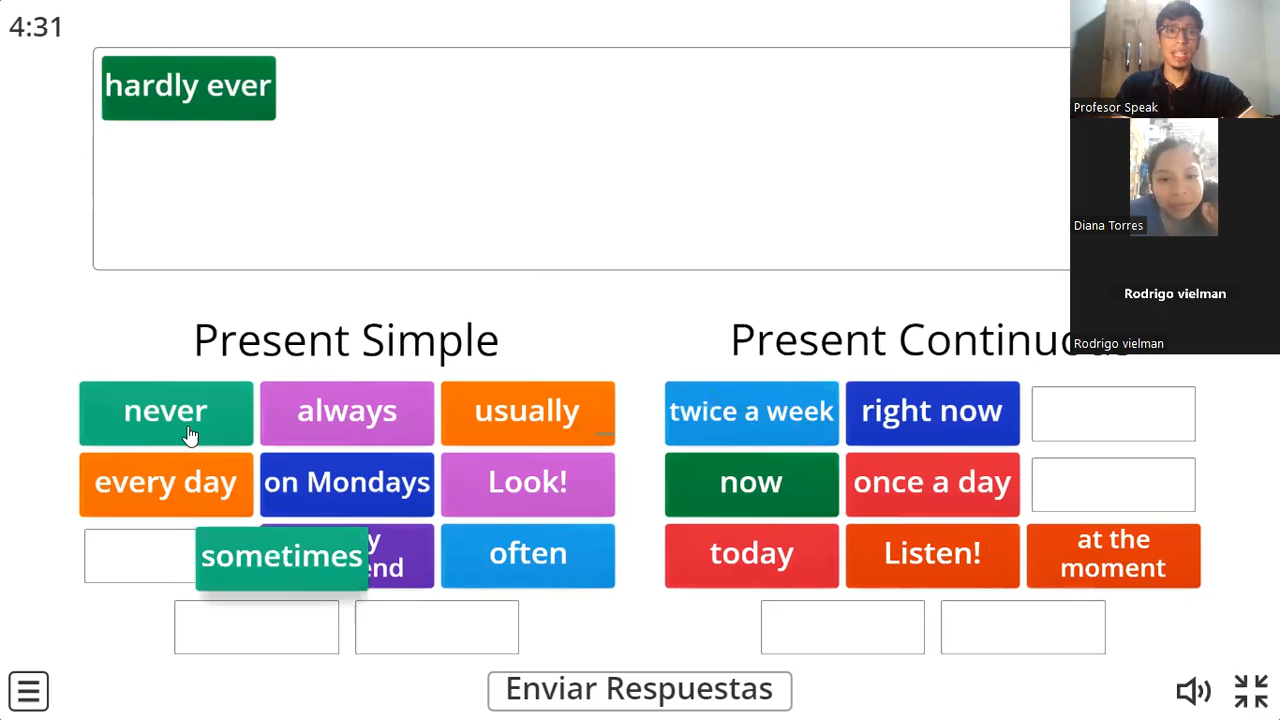 4:31
hardly ever
Profesor Speak
Diana Torres
Rodrigo vielman
Rodrigo vielman
Present Simple
Present Continuo
never
always
usually
twice a week
right now
every day
on Mondays
Look!
now
once a day
sometimes
often
today
Listen!
at the
moment
Enviar Respuestas